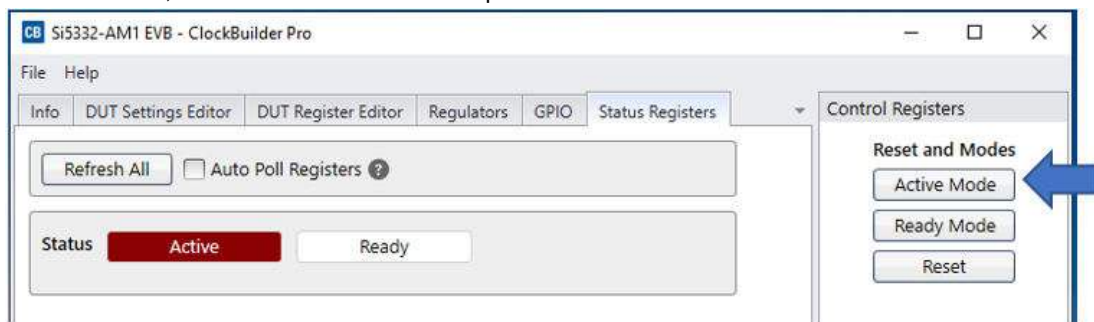 CB Si5332-AM1 EVB - ClockBuilder Pro
File Help
Info DUT Settings Editor DUT Register Editor Regulators GPIO Status Registers
Control Registers
Refresh All Auto Poll Registers ?
Status Active Ready
Reset and Modes
Active Mode
Ready Mode
Reset